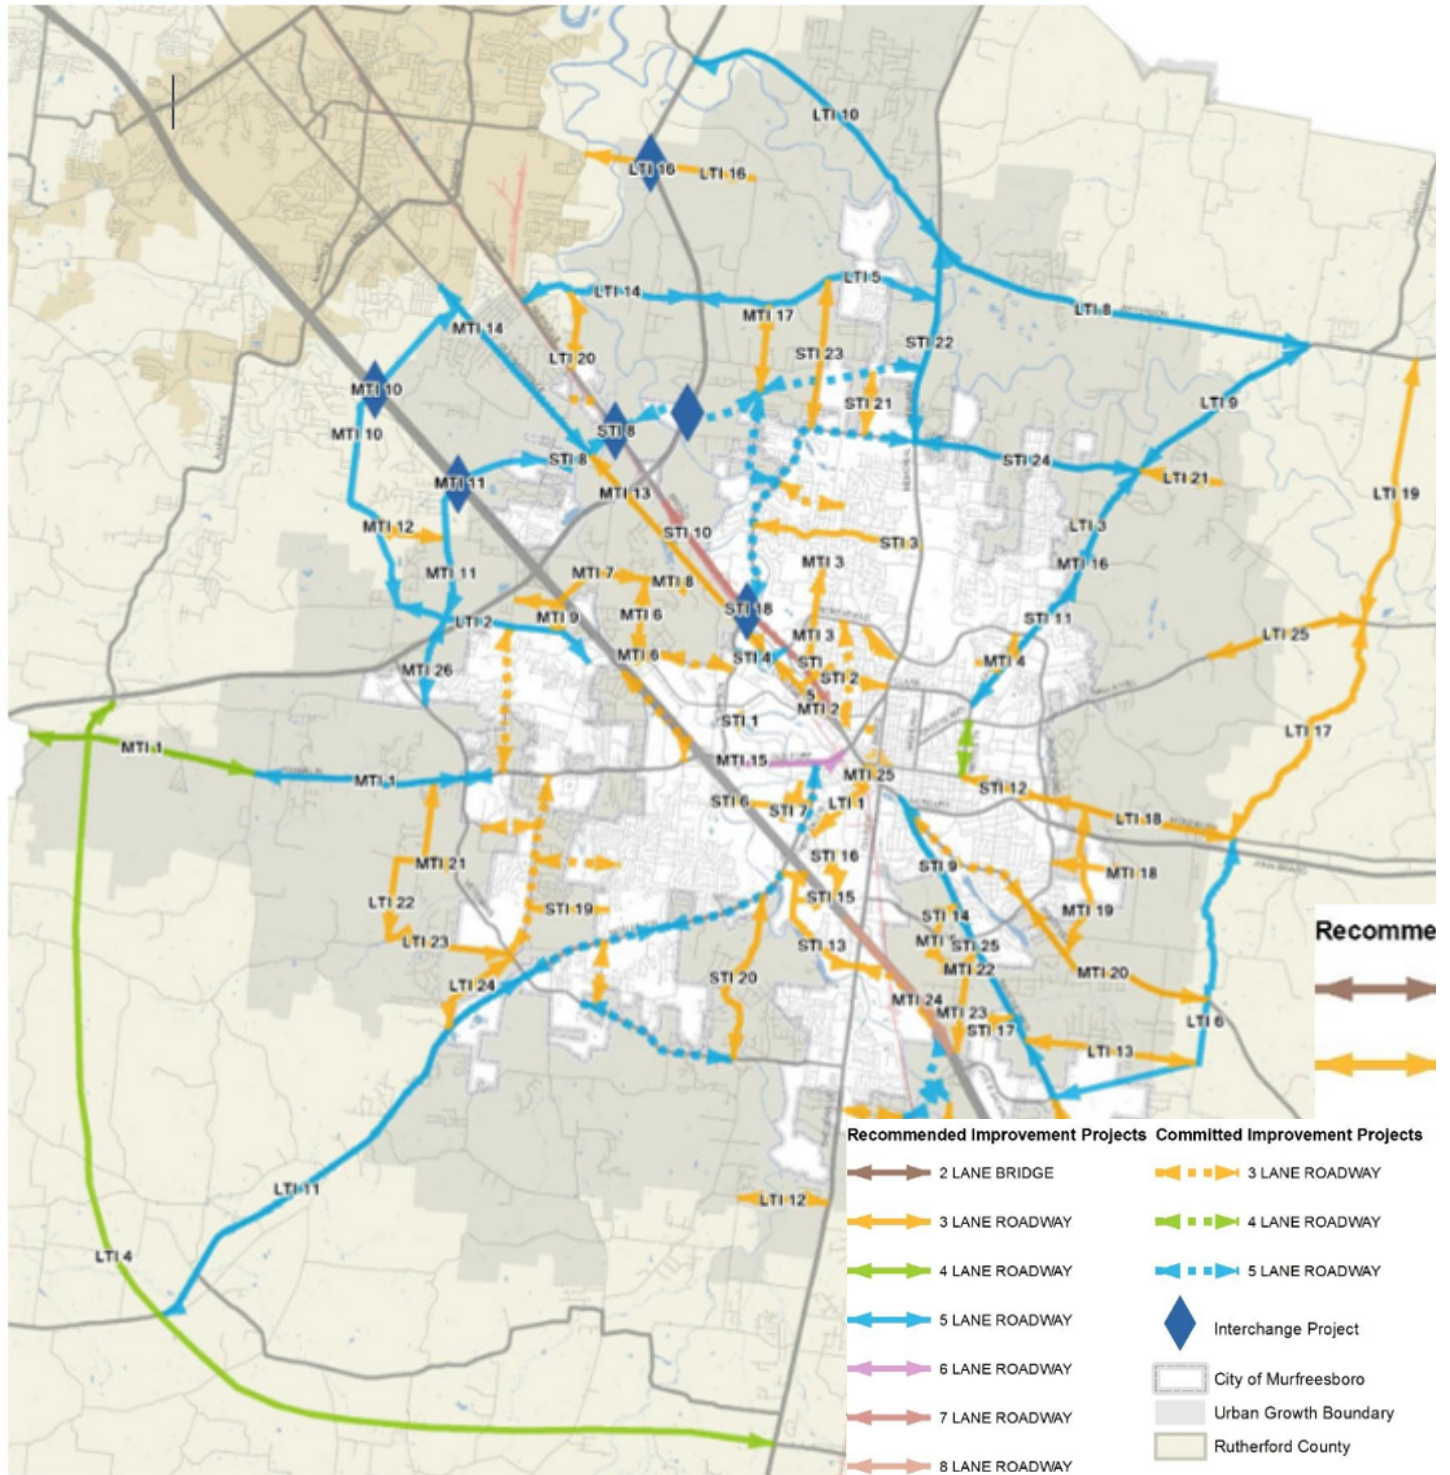 LTI 10
LTI 16
LTI 16
LTI 14
LTI 5
MTI 17
LTI 8
MTI 14
STI 22
STI 23
LTI 20
MTI 10
STI 21
LTI 9
MTI 10
STI 8
STI 8
STI 24
MTI 11
LTI 21
MTI 13
LTI 19
MTI 12
LTI 3
STI 10
STI 3
MTI 3
MTI 16
MTI 11
MTI 7
MTI 8
STI 18
MTI 6
MTI 9
STI 11
LTI 2
MTI 3
LTI 25
MTI 6
STI 4
STI
MTI 4
MTI 26
STI 2
5
MTI 2
STI 1
LTI 17
MTI 1
MTI 15
MTI 25
MTI 1
STI 12
STI 6
STI 7
LTI 1
LTI 18
STI 16
MTI 21
STI 9
MTI 18
LTI 22
STI 15
STI 19
MTI 19
STI 14
LTI 23
STI 13
STI 25
Recomme
MTI 22
MTI 20
STI 20
LTI 24
MTI 24
MTI 23
STI 17
LTI 6
LTI 13
LTI 11
LTI 12
LTI 4
Recommended Improvement Projects
2 LANE BRIDGE
3 LANE ROADWAY
4 LANE ROADWAY
5 LANE ROADWAY
6 LANE ROADWAY
7 LANE ROADWAY
8 LANE ROADWAY
Committed Improvement Projects
3 LANE ROADWAY
4 LANE ROADWAY
5 LANE ROADWAY
Interchange Project
City of Murfreesboro
Urban Growth Boundary
Rutherford County